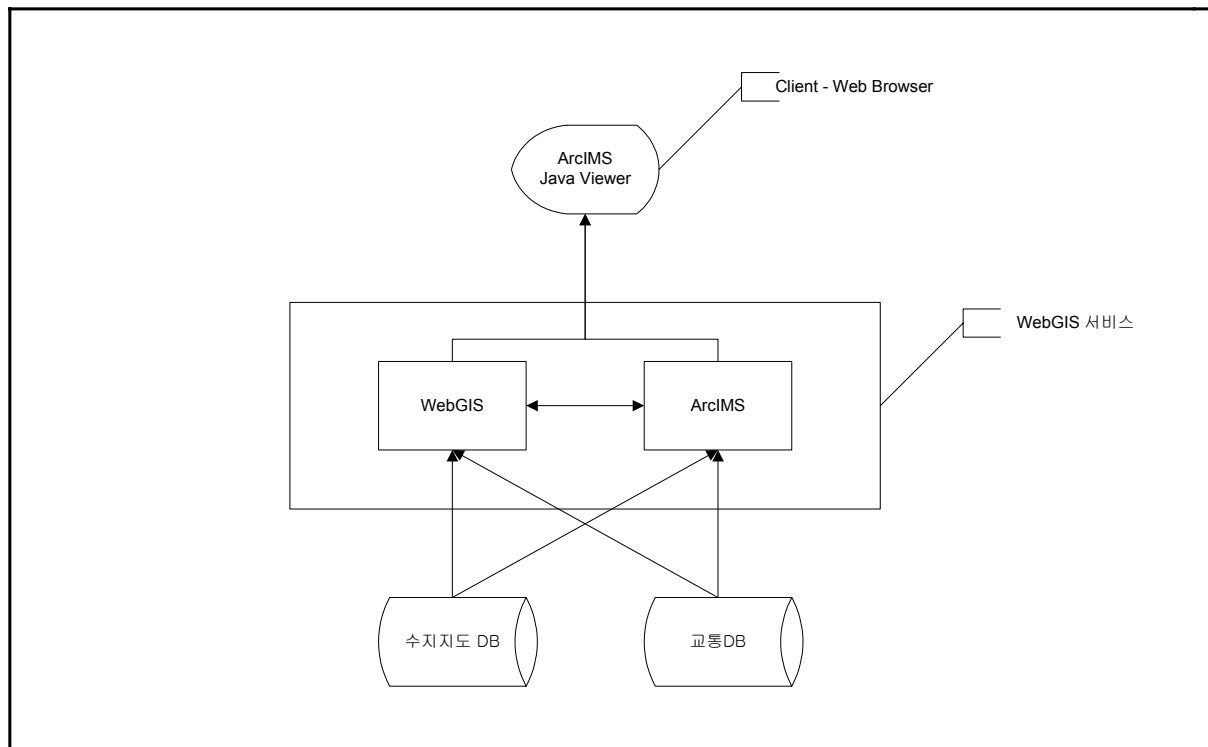 Client - Web Browser
ArcIMS
Java Viewer
WebGIS 서비스
WebGIS
ArcIMS
수지지도 DB
교통DB